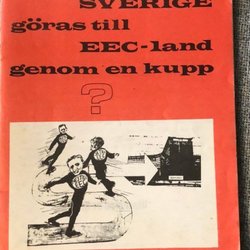 SVERIGE
göras till
EEC-land
genom en kupp
?